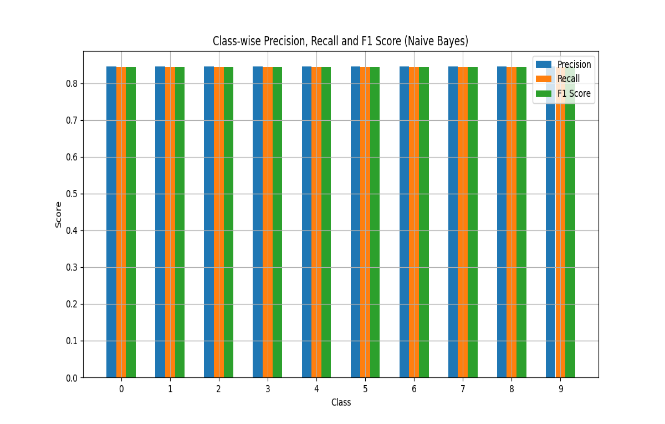 Class-wise Precision, Recall and F1 Score (Naive Bayes)
Precision
Recall
F1 Score
Score
0.8
0.7
0.6
0.5
0.4
0.3
0.2
0.1
0.0
0 1 2 3 4 5 6 7 8 9
Class